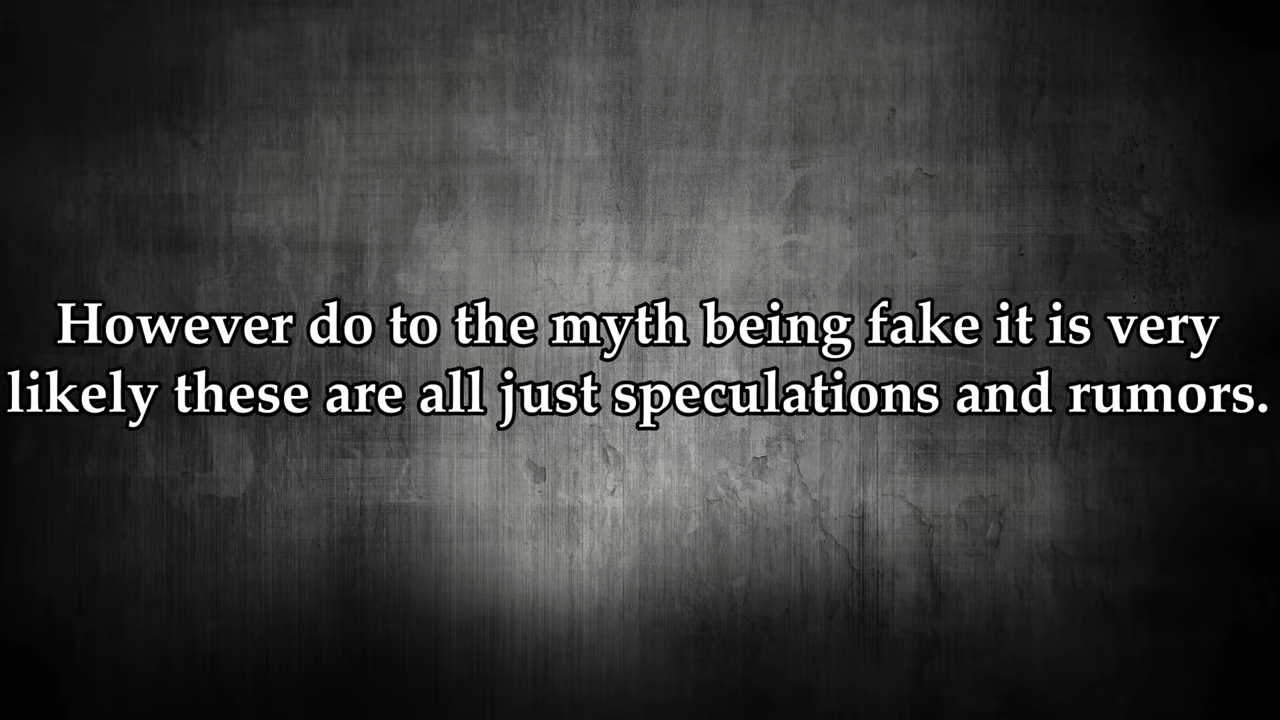 However do to the myth being fake it is very
likely these are all just speculations and rumors.